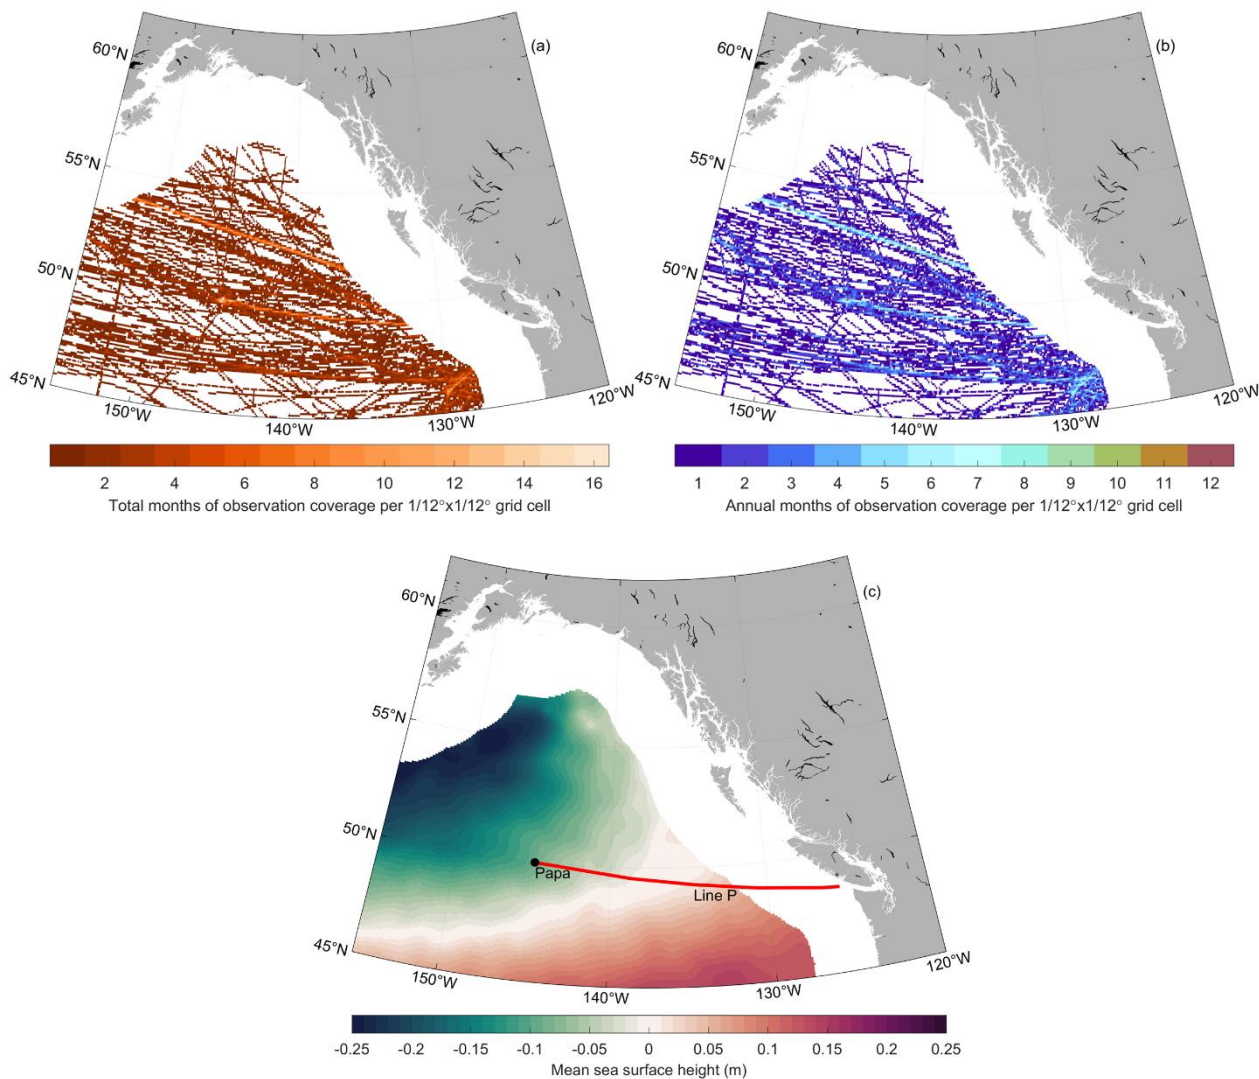 (a)
60°N
55°N
50°N
45°N
150°W
140°W
130°W
120°W
2 4 6 8 10 12 14 16
Total months of observation coverage per 1/12°x1/12° grid cell
(b)
60°N
55°N
50°N
45°N
150°W
140°W
130°W
120°W
1 2 3 4 5 6 7 8 9 10 11 12
Annual months of observation coverage per 1/12°x1/12° grid cell
(c)
60°N
55°N
50°N
Papa
Line P
45°N
150°W
140°W
130°W
120°W
-0.25 -0.2 -0.15 -0.1 -0.05 0 0.05 0.1 0.15 0.2 0.25
Mean sea surface height (m)